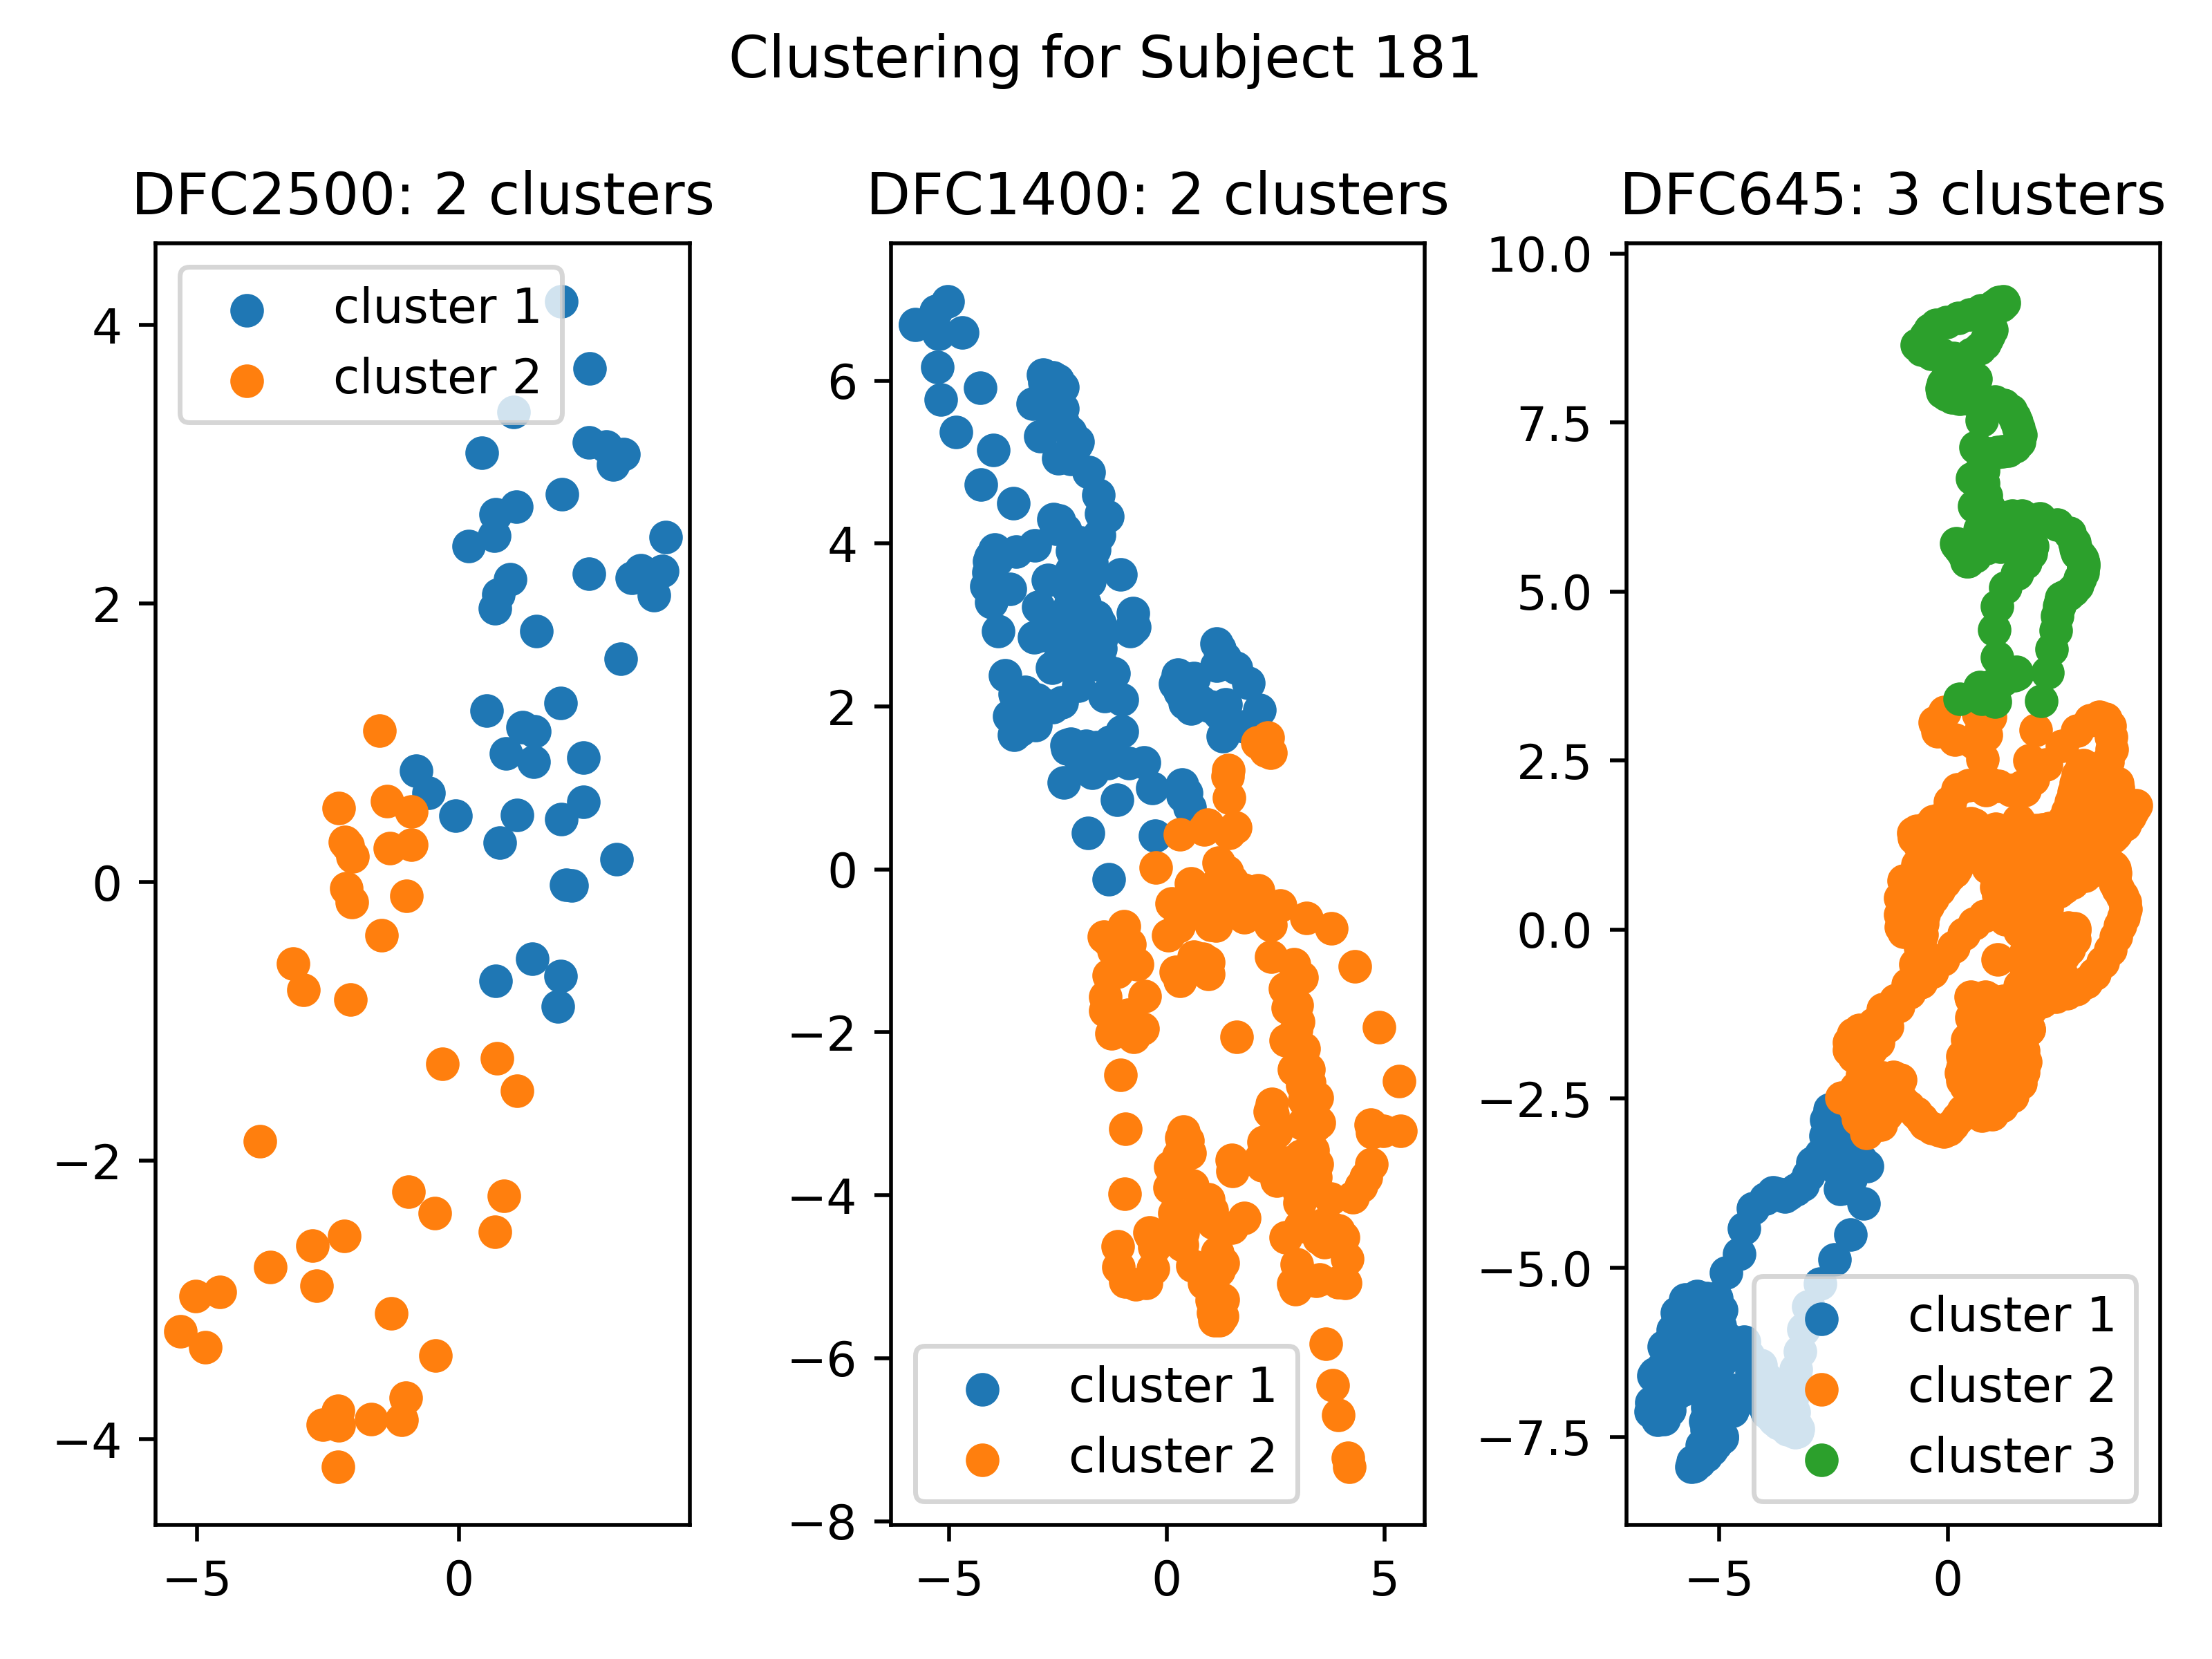 Clustering for Subject 181
DFC2500: 2 clusters
4
2
0
−2
−4
−5
0
cluster 1
cluster 2
DFC1400: 2 clusters
6
4
2
0
−2
−4
−6
−8
−5
0
5
cluster 1
cluster 2
DFC645: 3 clusters
10.0
7.5
5.0
2.5
0.0
−2.5
−5.0
−7.5
−5
0
cluster 1
cluster 2
cluster 3